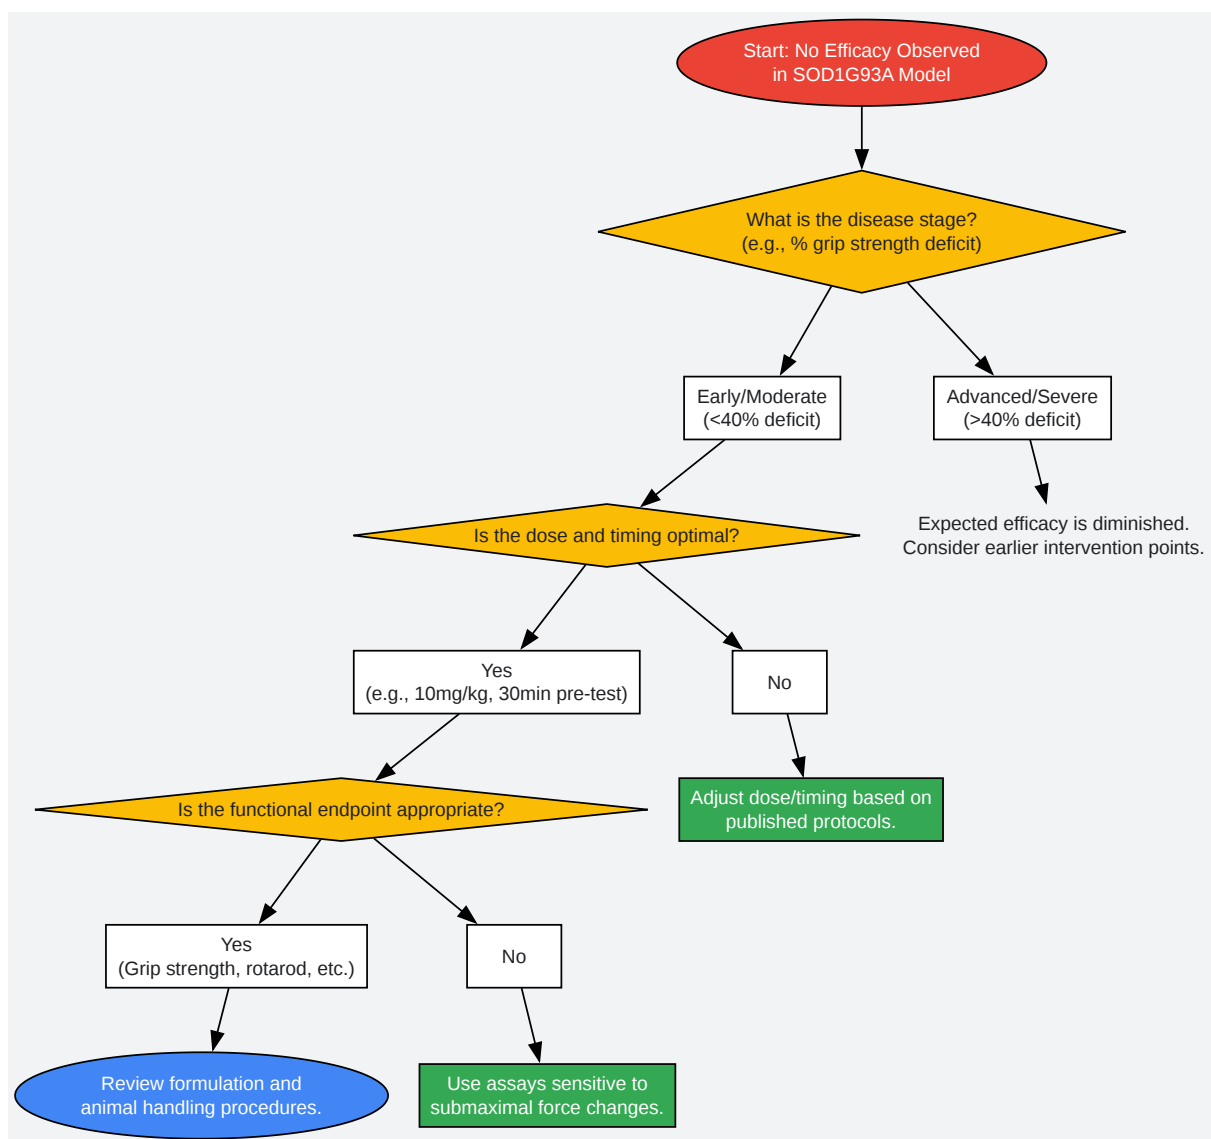 Start: No Efficacy Observed
in SOD1G93A Model
What is the disease stage?
(e.g., % grip strength deficit)
Early/Moderate
(<40% deficit)
Advanced/Severe
(>40% deficit)
Is the dose and timing optimal?
Expected efficacy is diminished.
Consider earlier intervention points.
Yes
(e.g., 10mg/kg, 30min pre-test)
No
Is the functional endpoint appropriate?
Adjust dose/timing based on
published protocols.
Yes
(Grip strength, rotarod, etc.)
No
Review formulation and
animal handling procedures.
Use assays sensitive to
submaximal force changes.